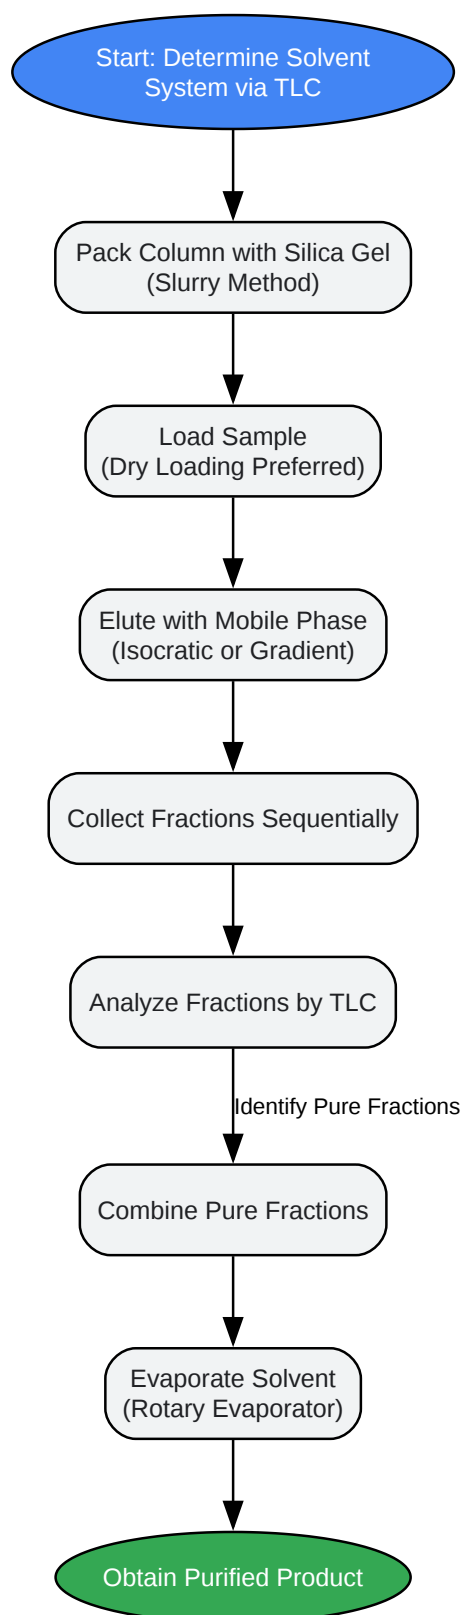 Start: Determine Solvent
System via TLC
Pack Column with Silica Gel
(Slurry Method)
Load Sample
(Dry Loading Preferred)
Elute with Mobile Phase
(Isocratic or Gradient)
Collect Fractions Sequentially
Analyze Fractions by TLC
Identify Pure Fractions
Combine Pure Fractions
Evaporate Solvent
(Rotary Evaporator)
Obtain Purified Product